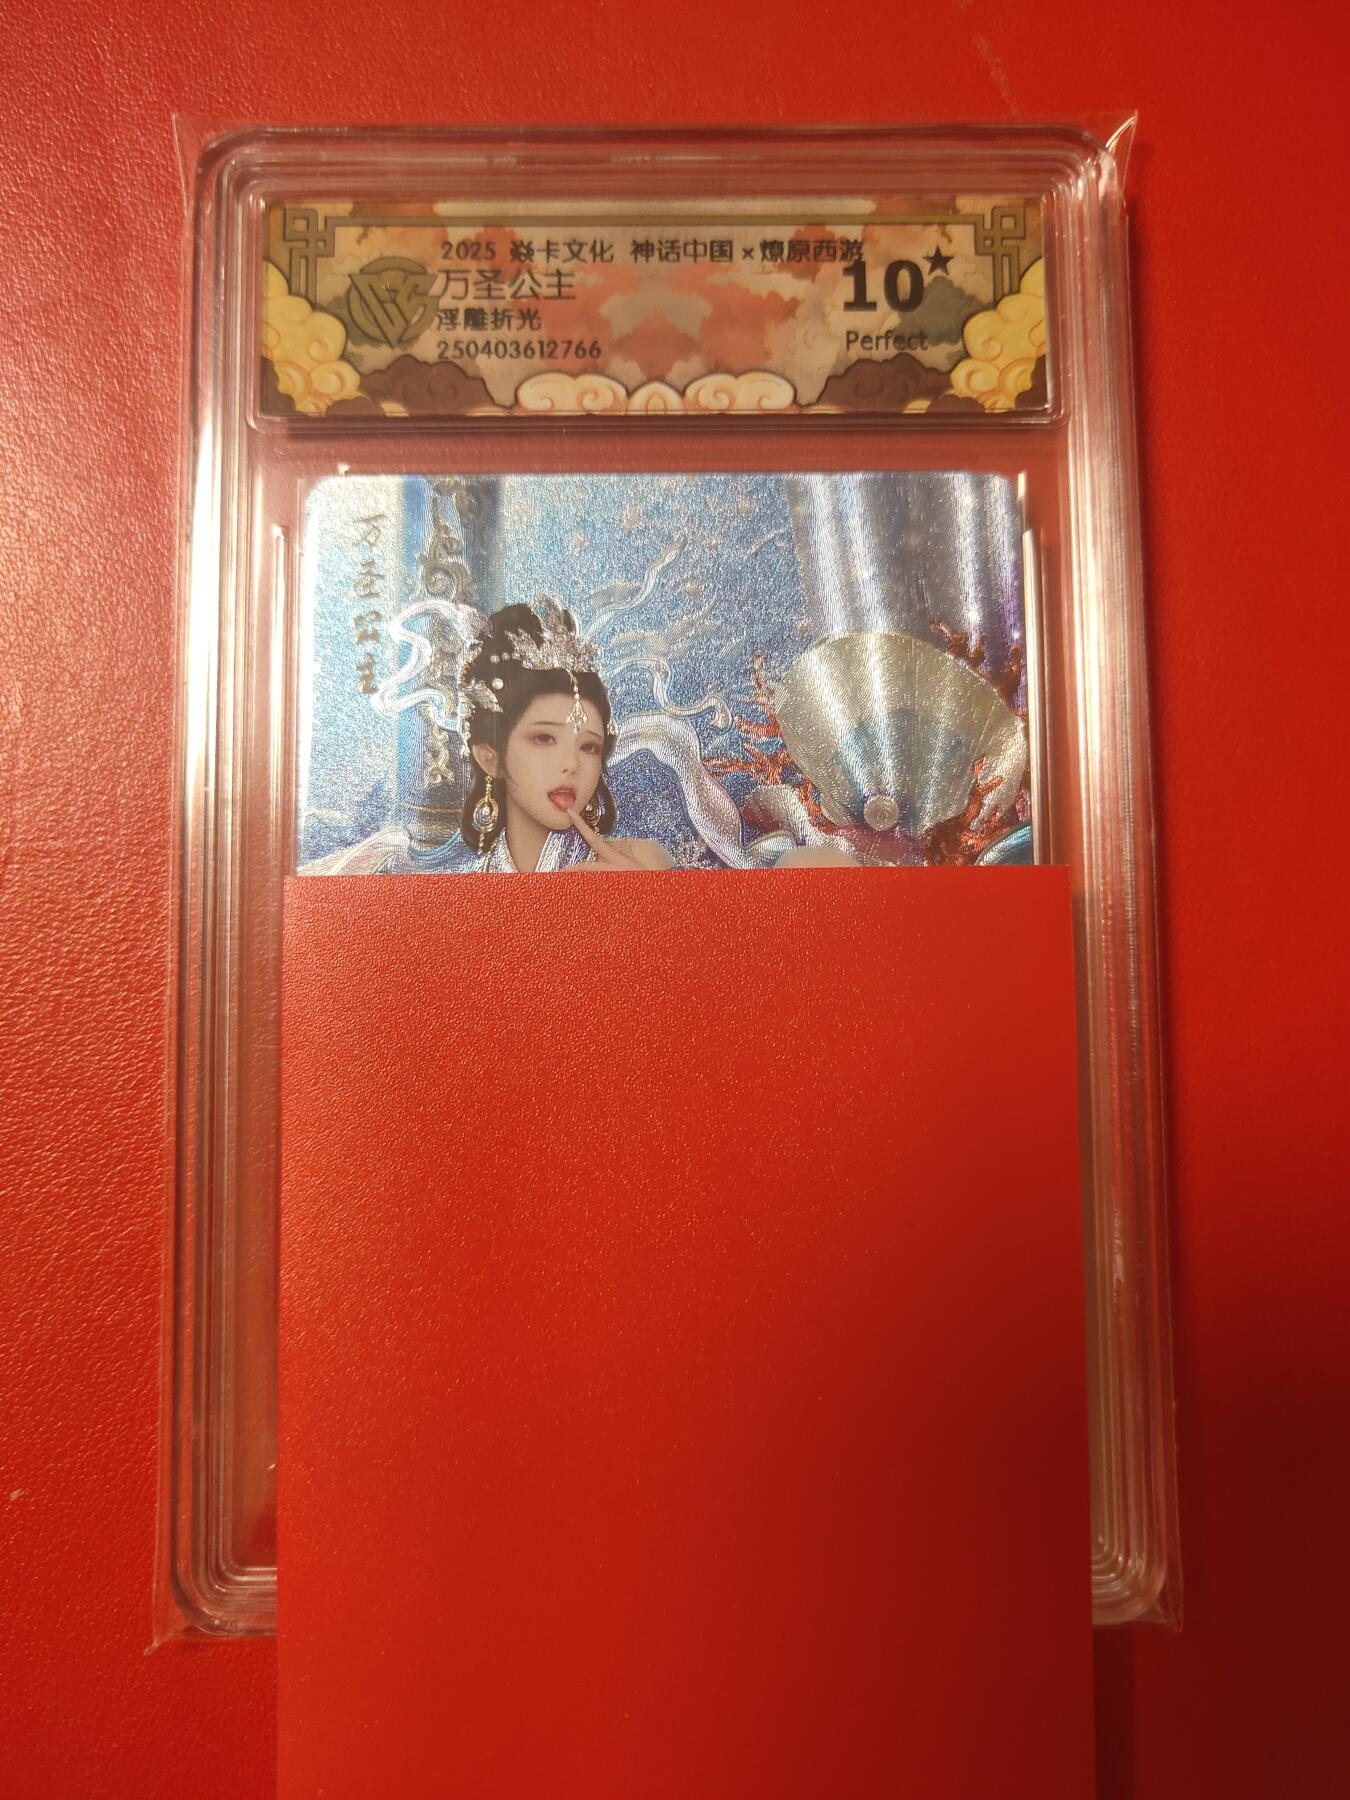 2025 焱卡文化 神话中国×燎原西游
万圣公主
浮雕折光
250403612766
10★
Perfect
万圣公主